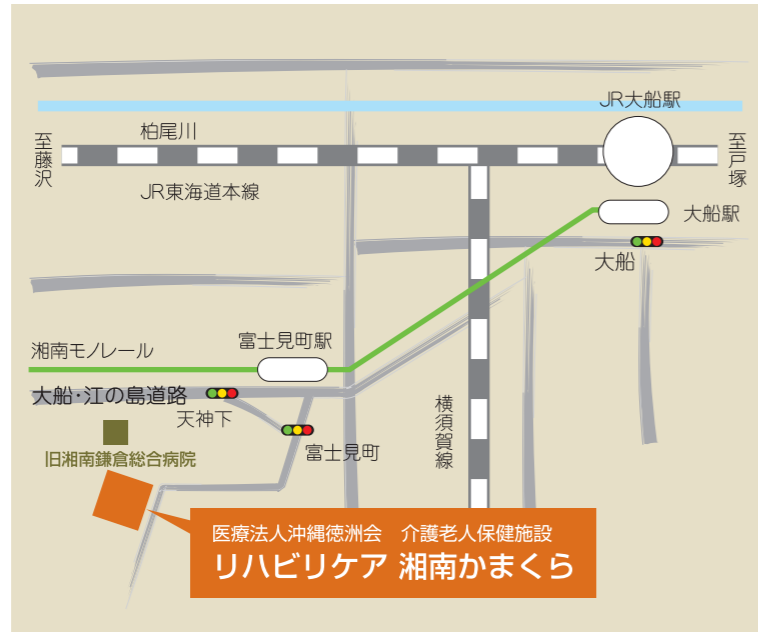 JR大船駅
柏尾川
至藤沢
至戸塚
JR東海道本線
大船駅
大船
富士見町駅
湘南モノレール
大船・江の島道路
天神下
横須賀線
富士見町
旧湘南鎌倉総合病院
医療法人沖縄徳洲会　介護老人保健施設
リハビリケア 湘南かまくら